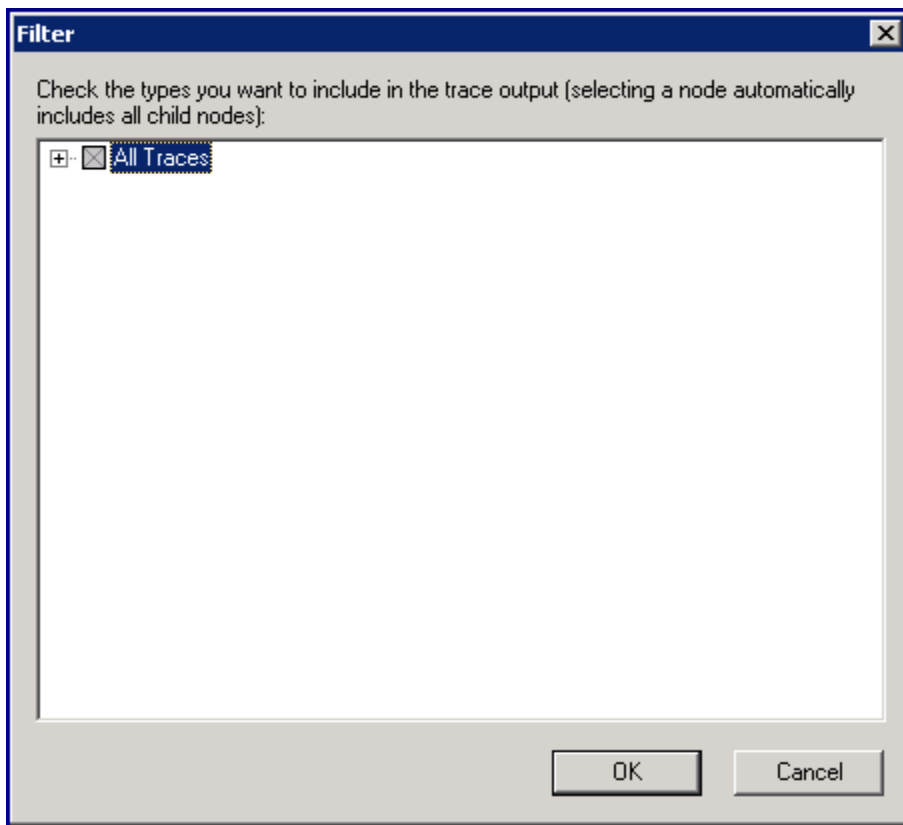 Filter
Check the types you want to include in the trace output (selecting a node automatically
includes all child nodes):
All Traces
OK
Cancel